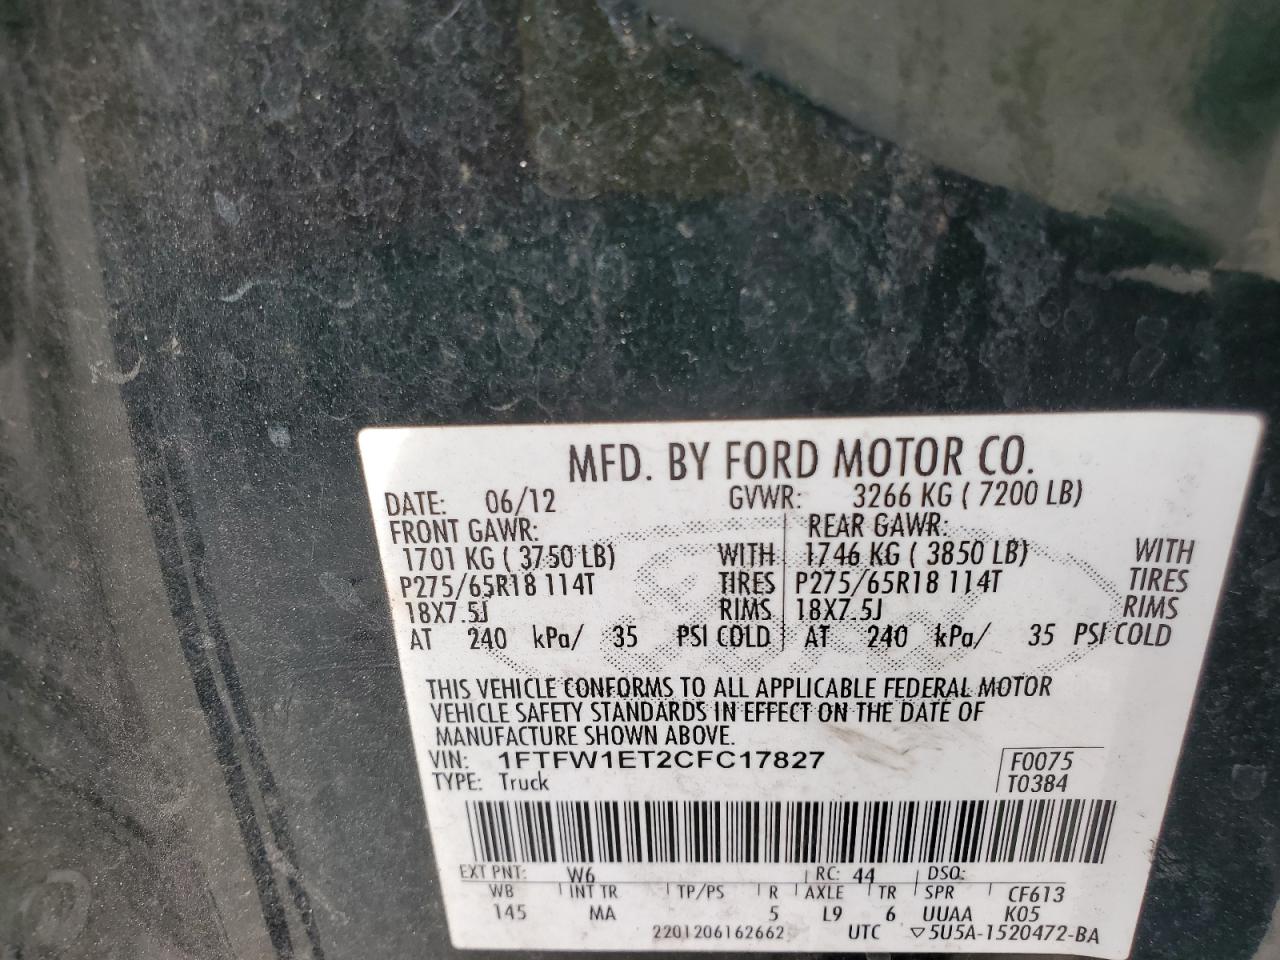 MFD. BY FORD MOTOR CO.
DATE: 06/12 GVWR: 3266 KG ( 7200 LB)
FRONT GAWR: REAR GAWR:
1701 KG ( 3750 LB) WITH 1746 KG ( 3850 LB) WITH
P275/65R18 114T TIRES P275/65R18 114T TIRES
18X7.5J RIMS 18X7.5J RIMS
AT 240 kPa/ 35 PSI COLD AT 240 kPa/ 35 PSI COLD
THIS VEHICLE CONFORMS TO ALL APPLICABLE FEDERAL MOTOR
VEHICLE SAFETY STANDARDS IN EFFECT ON THE DATE OF
MANUFACTURE SHOWN ABOVE.
VIN: 1FTFW1ET2CFC17827 F0075
TYPE: Truck T0384
EXT PNT: W6 RC: 44 DSO:
WB INT TR TP/PS R AXLE TR SPR CF613
145 MA 5 L9 6 UUAA K05
2201206162662 UTC ▽5U5A-1520472-BA